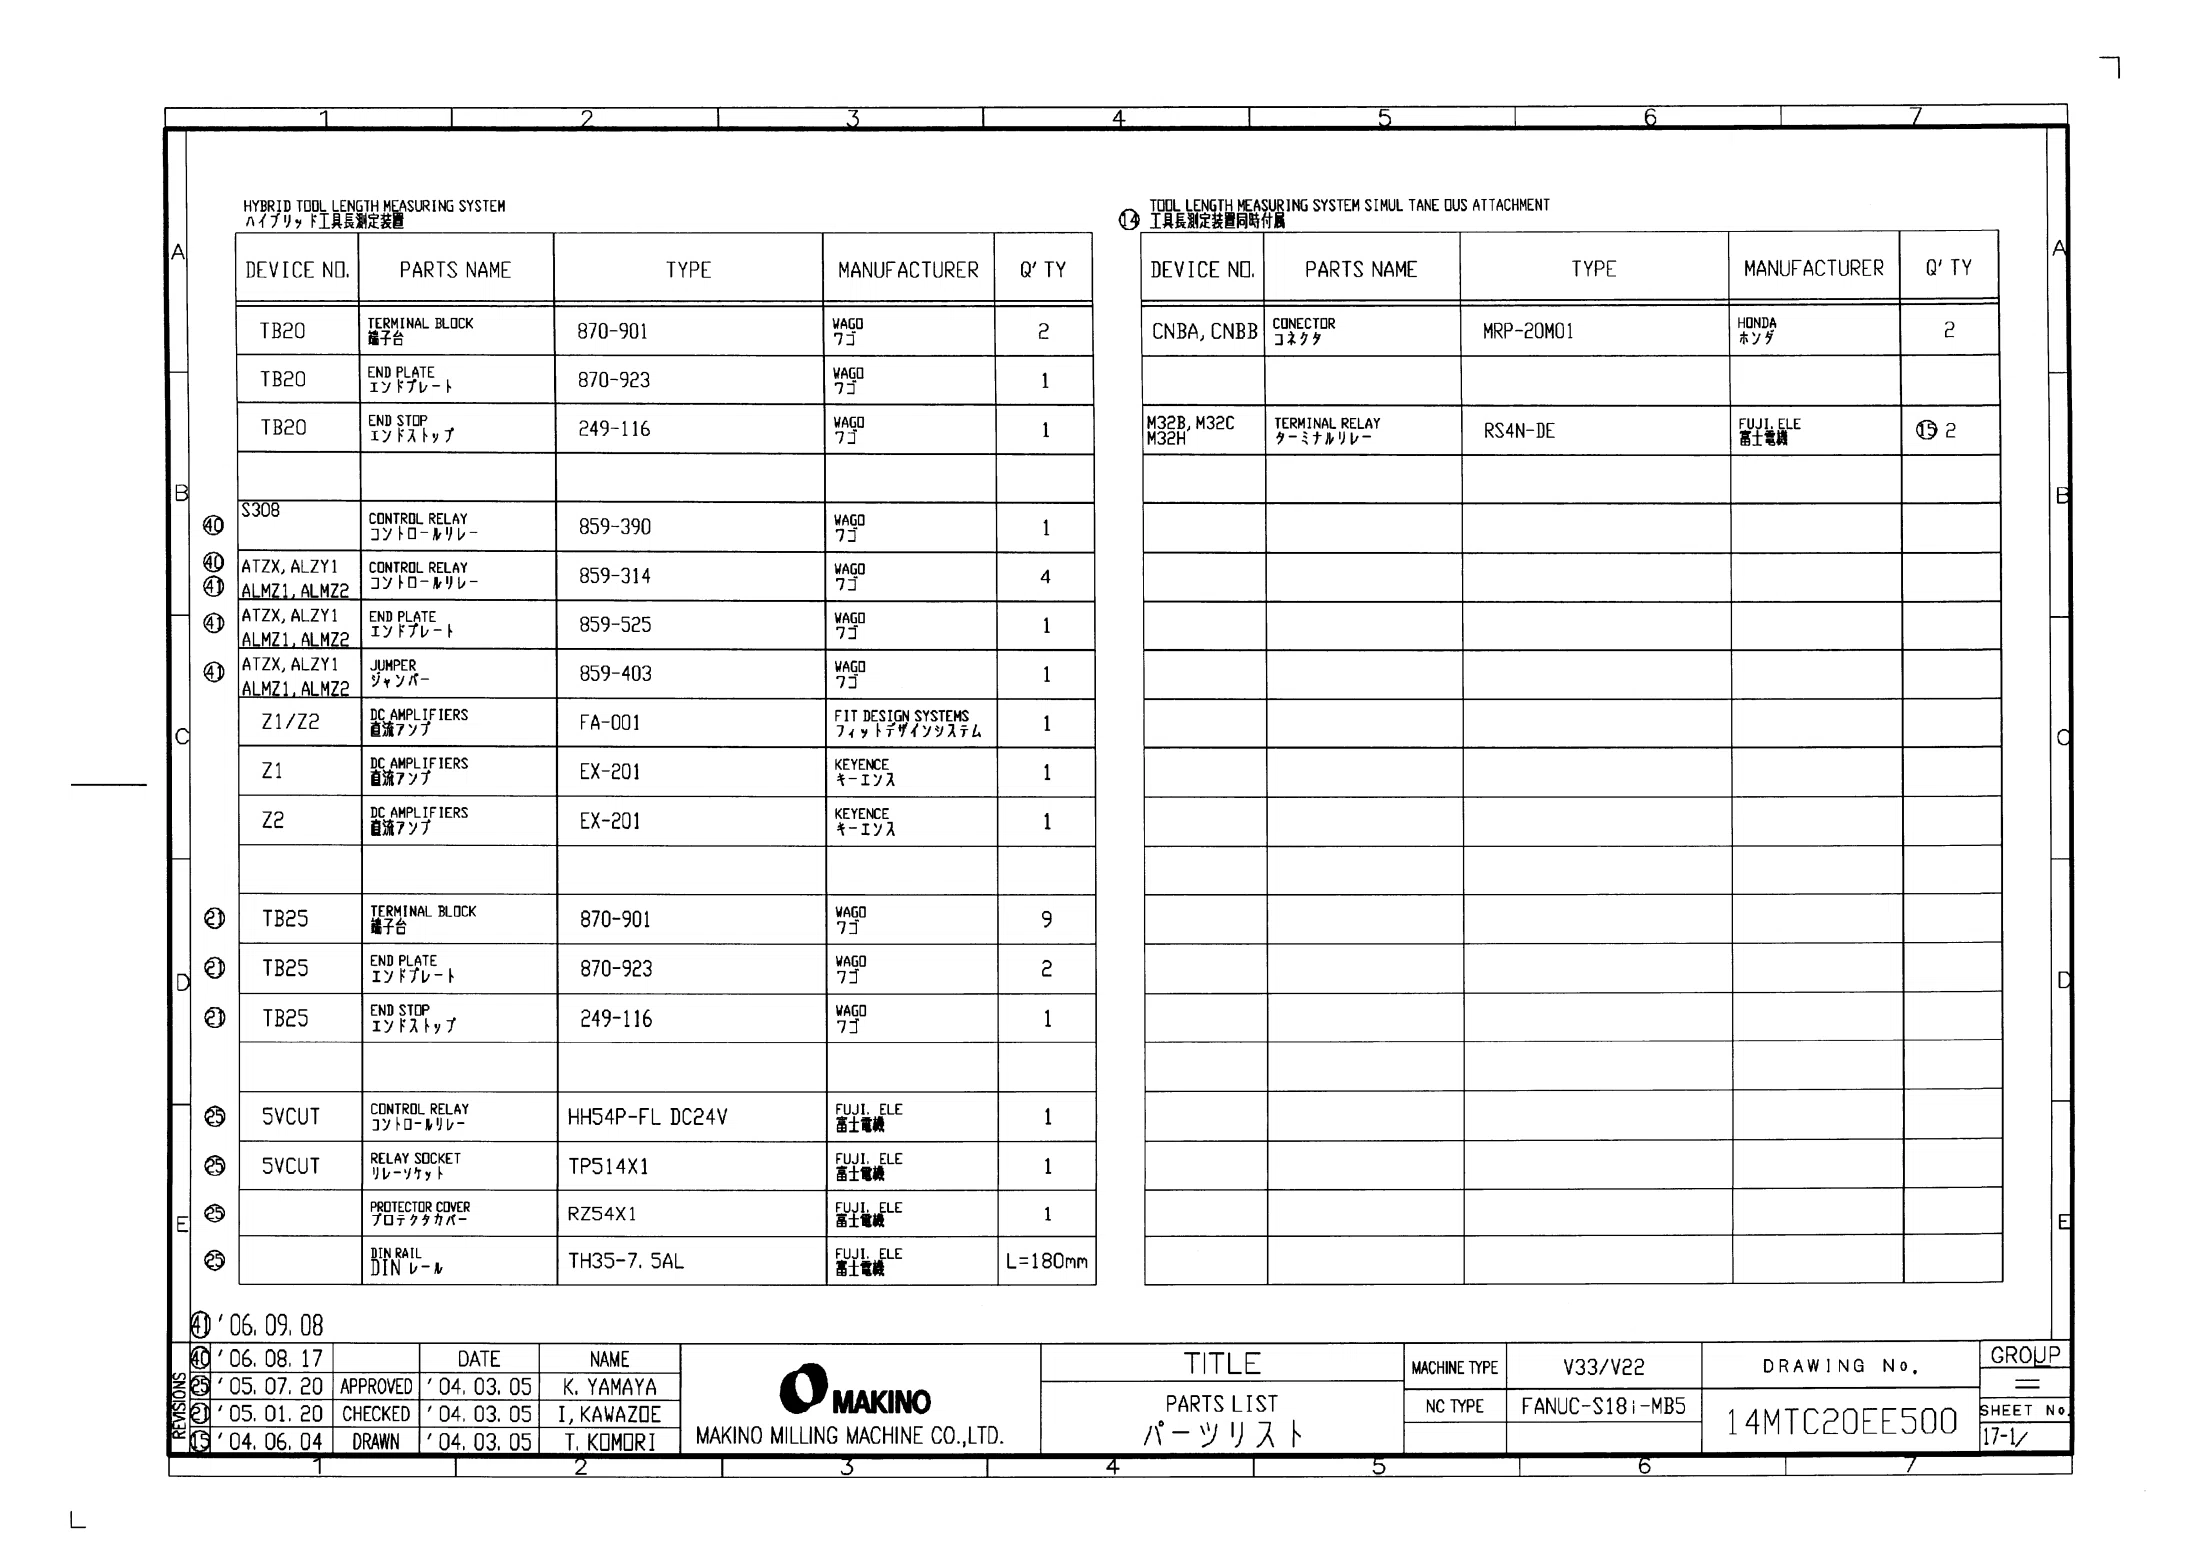 1 2 3 4 5 6 7
HYBRID TOOL LENGTH MEASURING SYSTEM
ハイブリッド工具長測定装置
DEVICE NO. PARTS NAME TYPE MANUFACTURER Q' TY
TB20 TERMINAL BLOCK 端子台 870-901 WAGO ワゴ 2
TB20 END PLATE エンドプレート 870-923 WAGO ワゴ 1
TB20 END STOP エンドストップ 249-116 WAGO ワゴ 1
㊵ S308 CONTROL RELAY コントロールリレー 859-390 WAGO ワゴ 1
㊵ ㊶ ATZX, ALZY1 ALMZ1, ALMZ2 CONTROL RELAY コントロールリレー 859-314 WAGO ワゴ 4
㊶ ATZX, ALZY1 ALMZ1, ALMZ2 END PLATE エンドプレート 859-525 WAGO ワゴ 1
㊶ ATZX, ALZY1 ALMZ1, ALMZ2 JUMPER ジャンパー 859-403 WAGO ワゴ 1
Z1/Z2 DC AMPLIFIERS 直流アンプ FA-001 FIT DESIGN SYSTEMS フィットデザインシステム 1
Z1 DC AMPLIFIERS 直流アンプ EX-201 KEYENCE キーエンス 1
Z2 DC AMPLIFIERS 直流アンプ EX-201 KEYENCE キーエンス 1
㉑ TB25 TERMINAL BLOCK 端子台 870-901 WAGO ワゴ 9
㉑ TB25 END PLATE エンドプレート 870-923 WAGO ワゴ 2
㉑ TB25 END STOP エンドストップ 249-116 WAGO ワゴ 1
㉕ 5VCUT CONTROL RELAY コントロールリレー HH54P-FL DC24V FUJI. ELE 富士電機 1
㉕ 5VCUT RELAY SOCKET リレーソケット TP514X1 FUJI. ELE 富士電機 1
㉕ PROTECTOR COVER プロテクタカバー RZ54X1 FUJI. ELE 富士電機 1
㉕ DIN RAIL DINレール TH35-7. 5AL FUJI. ELE 富士電機 L=180mm
TOOL LENGTH MEASURING SYSTEM SIMUL TANE OUS ATTACHMENT
⑭ 工具長測定装置同時付属
DEVICE NO. PARTS NAME TYPE MANUFACTURER Q' TY
CNBA, CNBB CONECTOR コネクタ MRP-20M01 HONDA ホンダ 2
M32B, M32C M32H TERMINAL RELAY ターミナルリレー RS4N-DE FUJI. ELE 富士電機 ⑮ 2
A A
B B
C C
D D
E E
㊶ ' 06. 09. 08
REVISIONS
㊵ ' 06. 08. 17 DATE NAME
㉕ ' 05. 07. 20 APPROVED ' 04. 03. 05 K. YAMAYA
㉑ ' 05. 01. 20 CHECKED ' 04. 03. 05 I, KAWAZOE
⑮ ' 04. 06. 04 DRAWN ' 04. 03. 05 T. KOMORI
MAKINO
MAKINO MILLING MACHINE CO.,LTD.
TITLE
PARTS LIST
パーツリスト
MACHINE TYPE V33/V22
NC TYPE FANUC-S18i-MB5
DRAWING No.
14MTC20EE500
GROUP
=
SHEET No.
17-1/
1 2 3 4 5 6 7